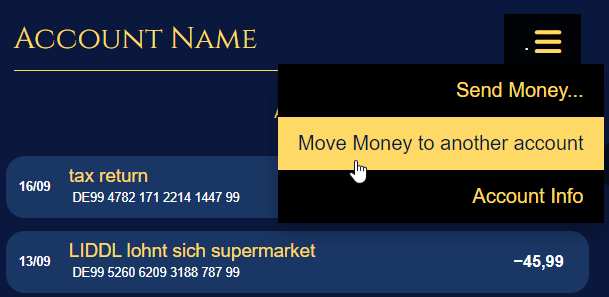 Account Name
.
Send Money...
A
Move Money to another account
16/09 tax return
DE99 4782 171 2214 1447 99
Account Info
13/09 LIDDL lohnt sich supermarket −45,99
DE99 5260 6209 3188 787 99